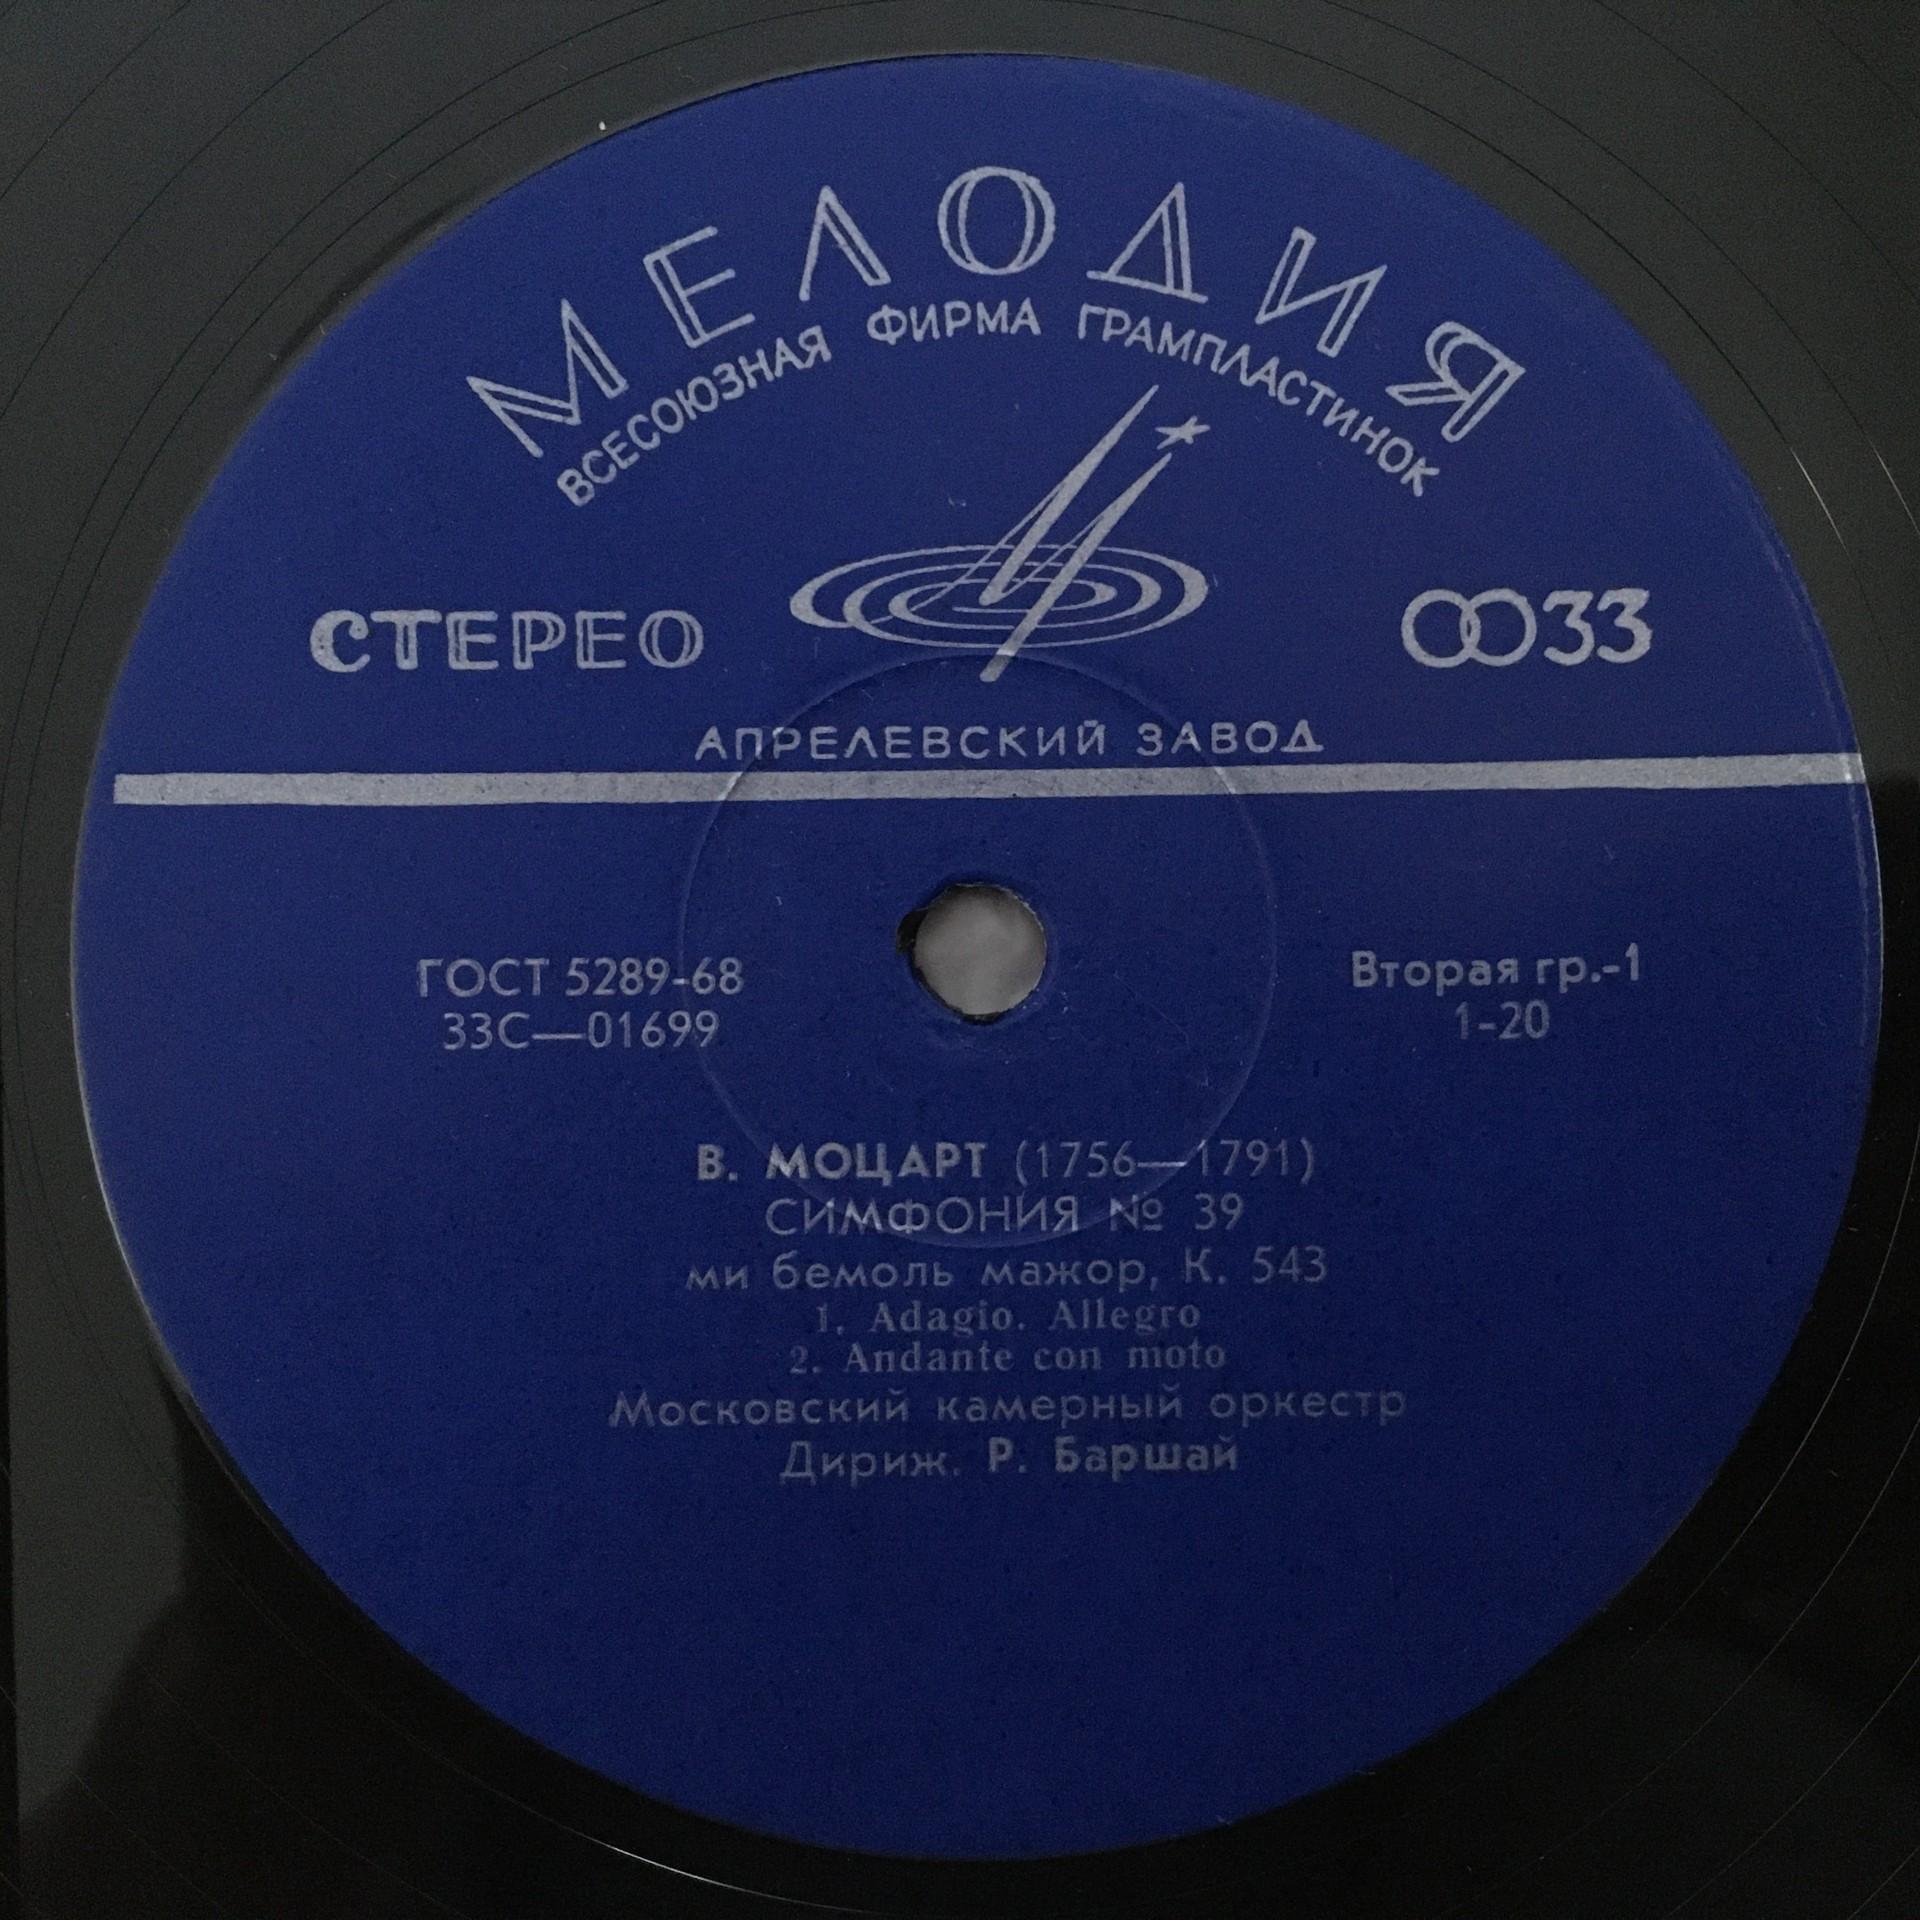 МЕЛОДИЯ
ВСЕСОЮЗНАЯ ФИРМА ГРАМПЛАСТИНОК
СТЕРЕО
33
АПРЕЛЕВСКИЙ ЗАВОД
ГОСТ 5289-68
33С—01699
Вторая гр.-1
1-20
В. МОЦАРТ (1756—1791)
СИМФОНИЯ № 39
ми бемоль мажор, К. 543
1. Adagio. Allegro
2. Andante con moto
Московский камерный оркестр
Дириж. Р. Баршай